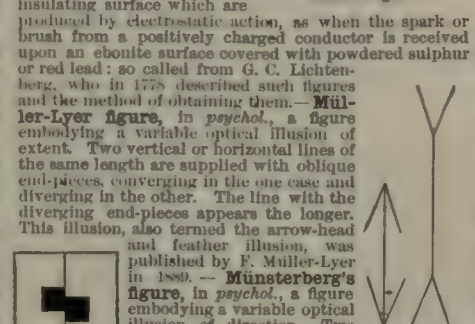 insulating surface which are
produced by electrostatic action, as when the spark or
brush from a positively charged conductor is received
upon an ebonite surface covered with powdered sulphur
or red lead: so called from G. C. Lichten-
berg, who in 1778 described such figures
and the method of obtaining them.— Mül-
ler-Lyer figure, in psychol., a figure
embodying a variable optical illusion of
extent. Two vertical or horizontal lines of
the same length are supplied with oblique
end-pieces, converging in the one case and
diverging in the other. The line with the
diverging end-pieces appears the longer.
This illusion, also termed the arrow-head
and feather illusion, was
published by F. Müller-Lyer
in 1889. — Münsterberg's
figure, in psychol., a figure
embodying a variable optical
illusion of direction.